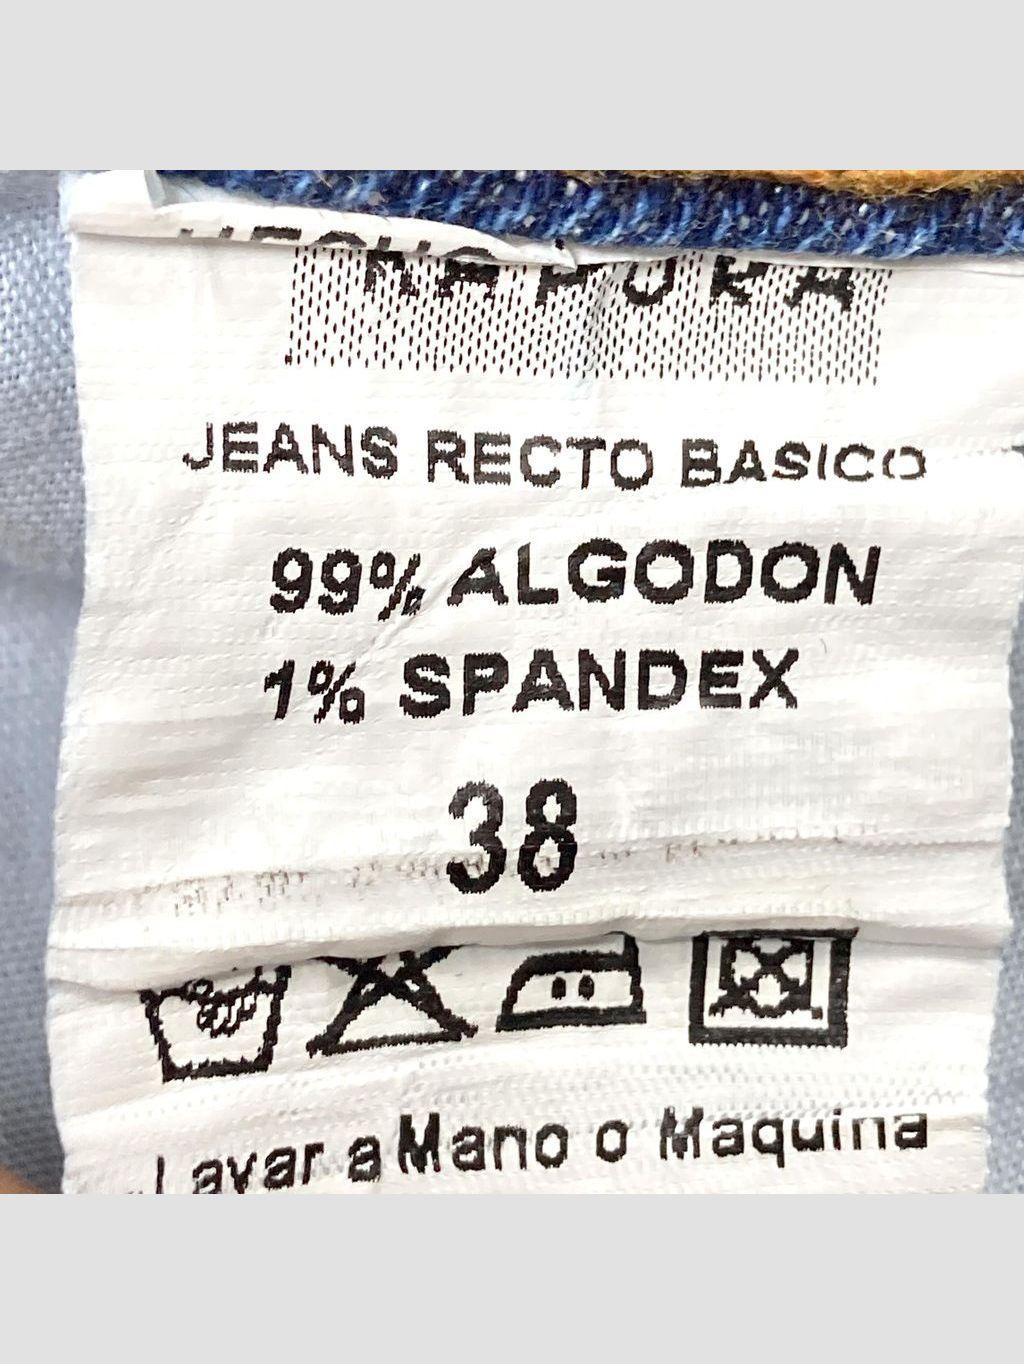 JEANS RECTO BASICO
99% ALGODON
1% SPANDEX
38
Lavar a Mano o Maquina